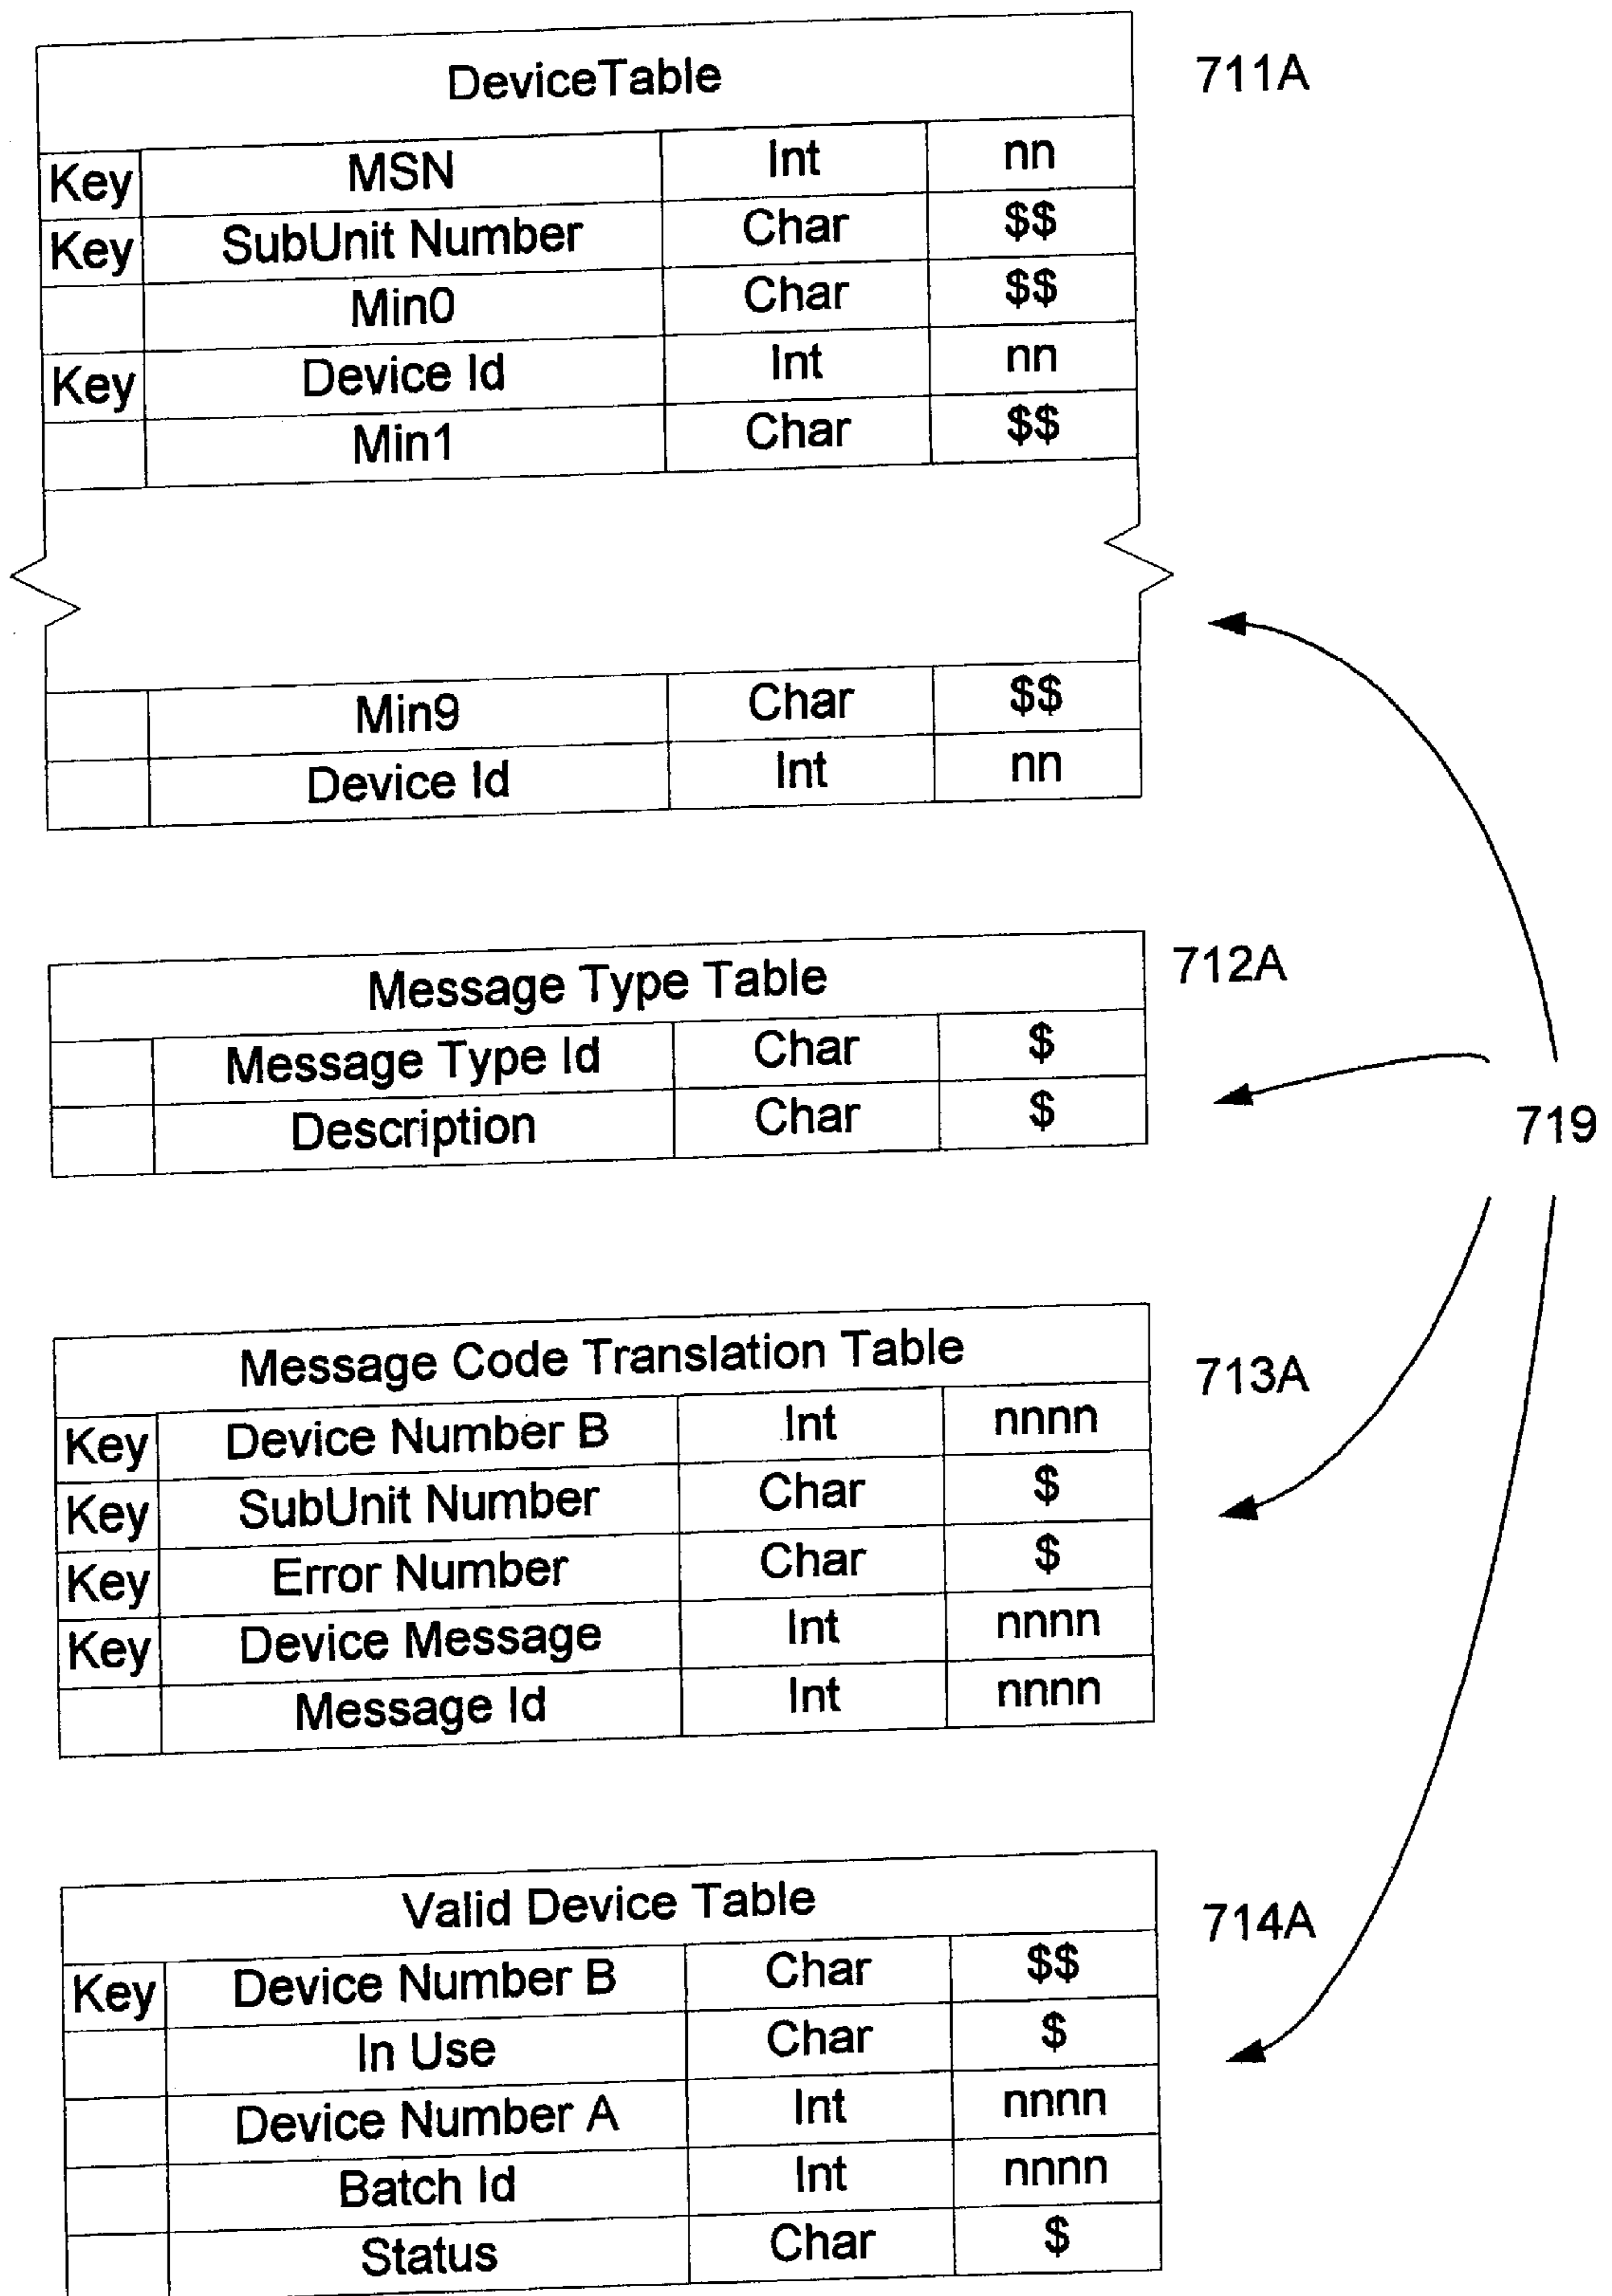 DeviceTable 711A
Key MSN Int nn
Key SubUnit Number Char $$
Min0 Char $$
Key Device Id Int nn
Min1 Char $$
Min9 Char $$
Device Id Int nn
Message Type Table 712A
Message Type Id Char $
Description Char $
719
Message Code Translation Table 713A
Key Device Number B Int nnnn
Key SubUnit Number Char $
Key Error Number Char $
Key Device Message Int nnnn
Message Id Int nnnn
Valid Device Table 714A
Key Device Number B Char $$
In Use Char $
Device Number A Int nnnn
Batch Id Int nnnn
Status Char $